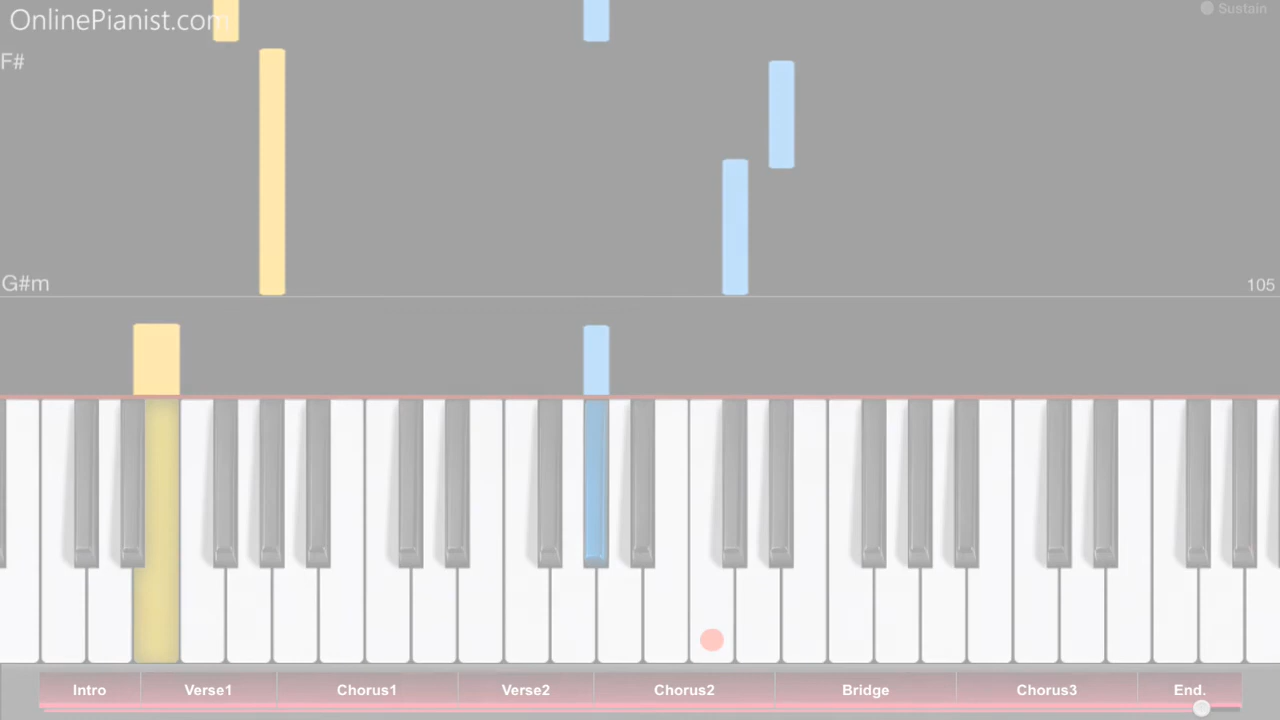 OnlinePianist.com
Sustain
F#
G#m
105
Intro
Verse1
Chorus1
Verse2
Chorus2
Bridge
Chorus3
End.